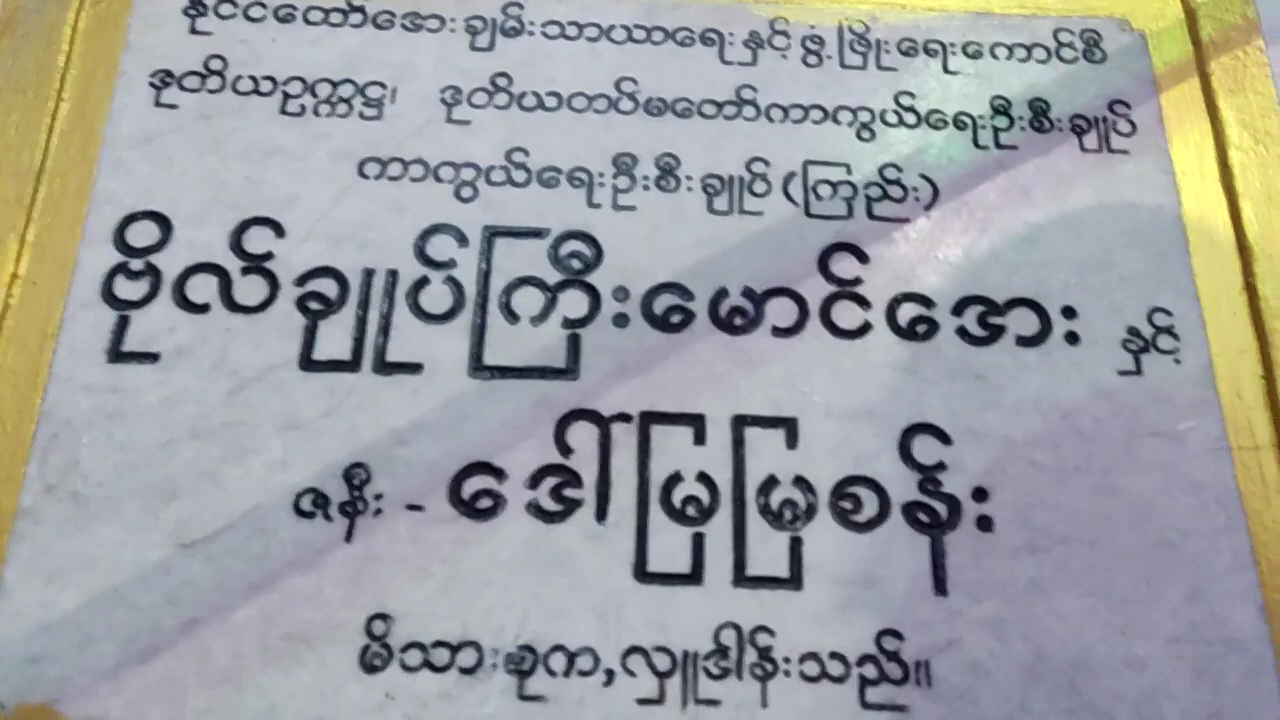 နိုင်ငံတော်အေးချမ်းသာယာရေးနှင့်ဖွံ့ဖြိုးရေးကောင်စီ
ဒုတိယဥက္ကဋ္ဌ၊ ဒုတိယတပ်မတော်ကာကွယ်ရေးဦးစီးချုပ်
ကာကွယ်ရေးဦးစီးချုပ်(ကြည်း)
ဗိုလ်ချုပ်ကြီးမောင်အေး နှင့်
ဇနီး - ဒေါ်မြမြစန်း
မိသားစုက,လှူဒါန်းသည်။